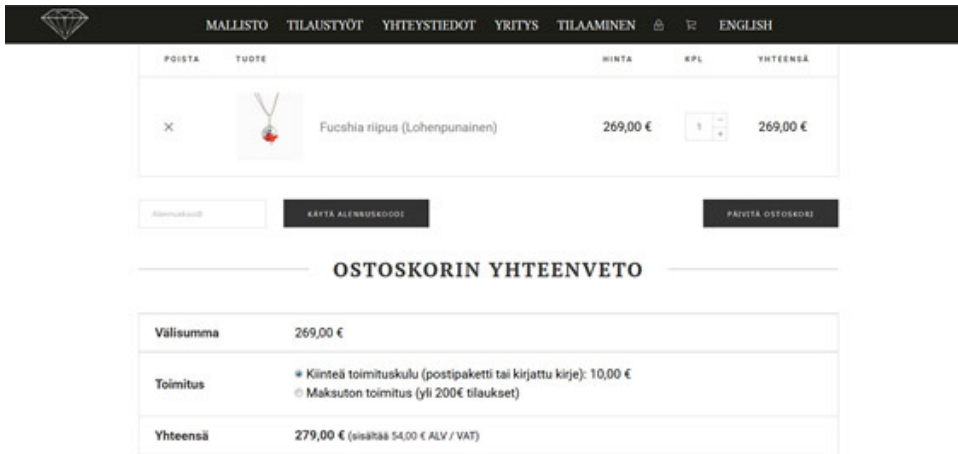 MALLISTO TILAUSTYÖT YHTEYSTIEDOT YRITYS TILAAMINEN ENGLISH
POISTA TUOTE HINTA KPL YHTEENSÄ
Fucshia riipus (Lohenpunainen) 269,00 € 1 269,00 €
Alennuskoodi KÄYTÄ ALENNUSKOODI PÄIVITÄ OSTOSKORI
OSTOSKORIN YHTEENVETO
Välisumma 269,00 €
Toimitus
Kiinteä toimituskulu (postipaketti tai kirjattu kirje): 10,00 €
Maksuton toimitus (yli 200€ tilaukset)
Yhteensä 279,00 € (sisältää 54,00 € ALV / VAT)